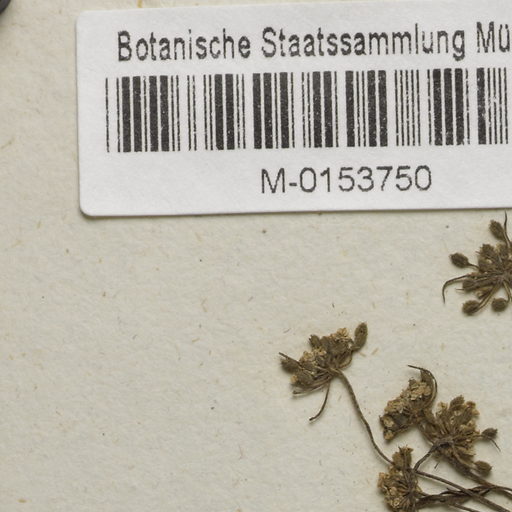 Botanische Staatssammlung Mü
M-0153750